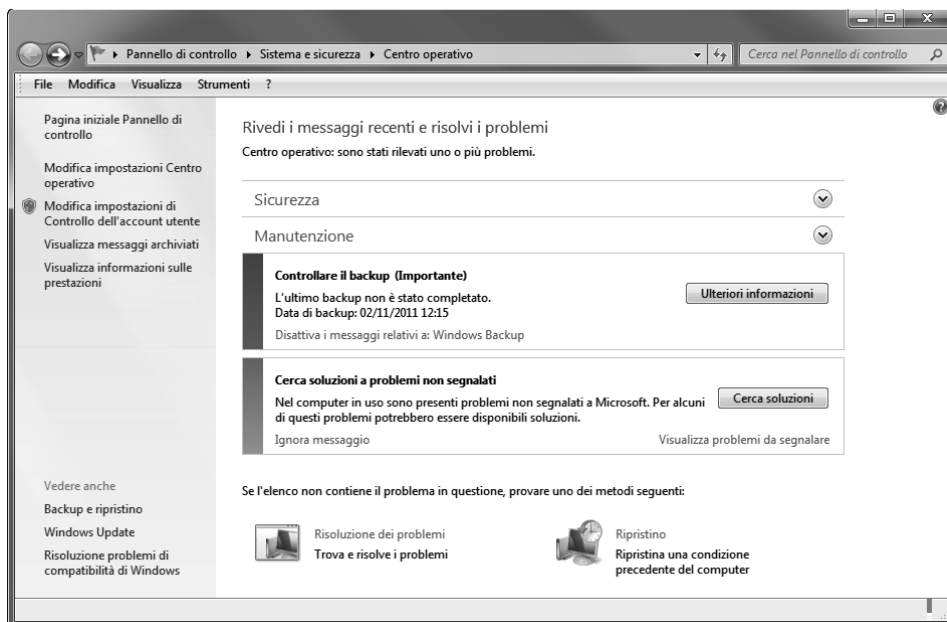 Pannello di controllo ▸ Sistema e sicurezza ▸ Centro operativo
Cerca nel Pannello di controllo
File Modifica Visualizza Strumenti ?
Pagina iniziale Pannello di
controllo
Modifica impostazioni Centro
operativo
Modifica impostazioni di
Controllo dell'account utente
Visualizza messaggi archiviati
Visualizza informazioni sulle
prestazioni
Rivedi i messaggi recenti e risolvi i problemi
Centro operativo: sono stati rilevati uno o più problemi.
Sicurezza
Manutenzione
Controllare il backup (Importante)
L'ultimo backup non è stato completato.
Data di backup: 02/11/2011 12:15
Ulteriori informazioni
Disattiva i messaggi relativi a: Windows Backup
Cerca soluzioni a problemi non segnalati
Nel computer in uso sono presenti problemi non segnalati a Microsoft. Per alcuni
di questi problemi potrebbero essere disponibili soluzioni.
Cerca soluzioni
Ignora messaggio
Visualizza problemi da segnalare
Se l'elenco non contiene il problema in questione, provare uno dei metodi seguenti:
Risoluzione dei problemi
Trova e risolve i problemi
Ripristino
Ripristina una condizione
precedente del computer
Vedere anche
Backup e ripristino
Windows Update
Risoluzione problemi di
compatibilità di Windows